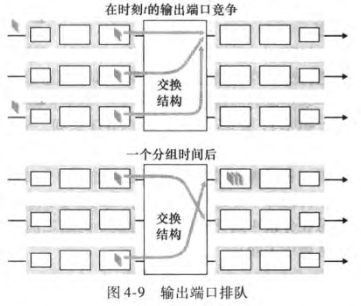 在时刻t的输出端口竞争
交换
结构
一个分组时间后
交换
结构
图 4-9 输出端口排队